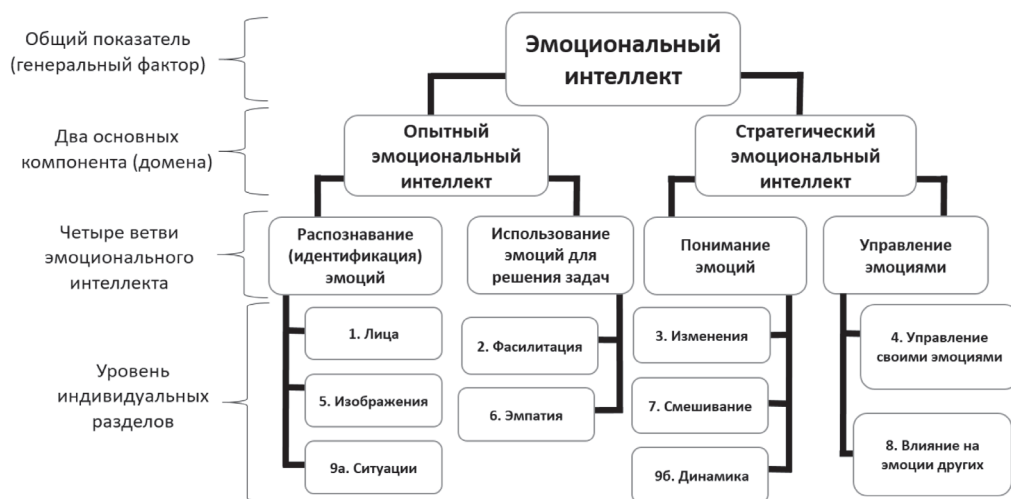 Общий показатель
(генеральный фактор)
Эмоциональный
интеллект
Два основных
компонента (домена)
Опытный
эмоциональный
интеллект
Стратегический
эмоциональный
интеллект
Четыре ветви
эмоционального
интеллекта
Распознавание
(идентификация)
эмоций
Использование
эмоций для
решения задач
Понимание
эмоций
Управление
эмоциями
Уровень
индивидуальных
разделов
1. Лица
5. Изображения
9а. Ситуации
2. Фасилитация
6. Эмпатия
3. Изменения
7. Смешивание
9б. Динамика
4. Управление
своими эмоциями
8. Влияние на
эмоции других